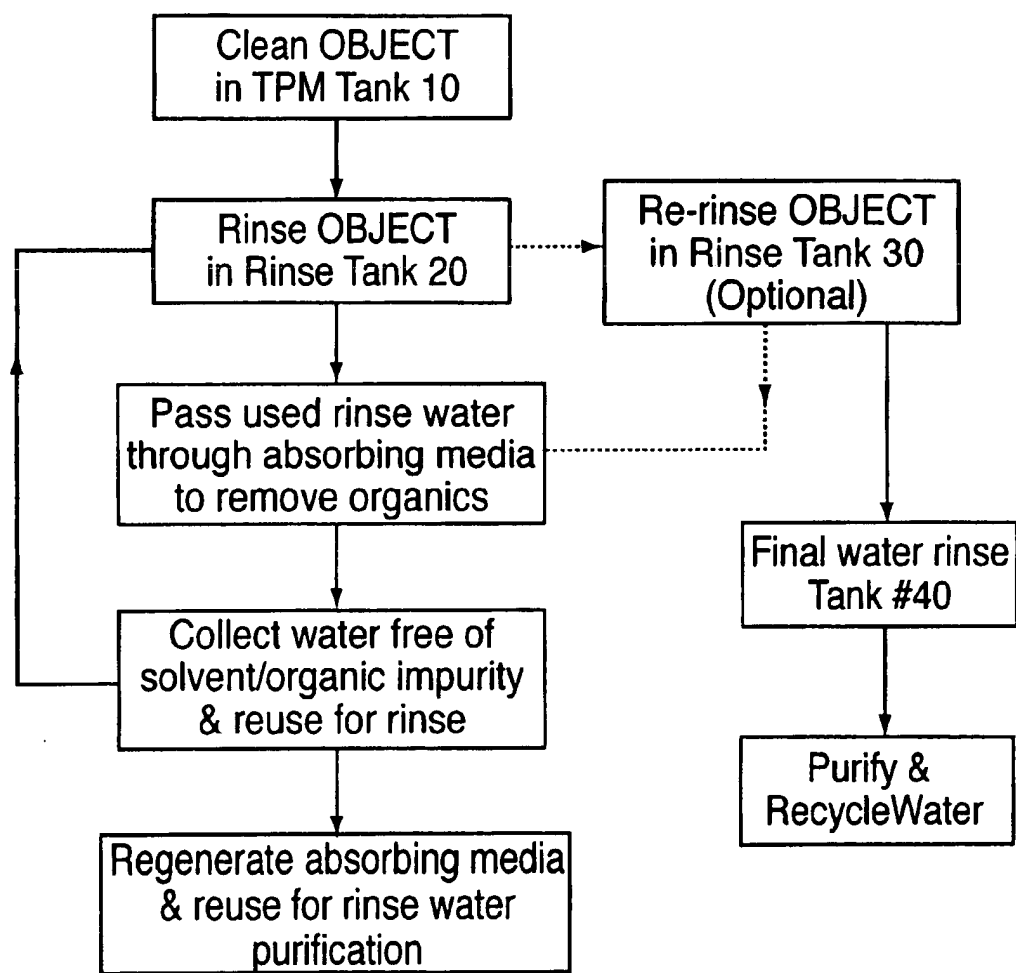 Clean OBJECT
in TPM Tank 10
Rinse OBJECT
in Rinse Tank 20
Re-rinse OBJECT
in Rinse Tank 30
(Optional)
Pass used rinse water
through absorbing media
to remove organics
Final water rinse
Tank #40
Collect water free of
solvent/organic impurity
& reuse for rinse
Purify &
RecycleWater
Regenerate absorbing media
& reuse for rinse water
purification